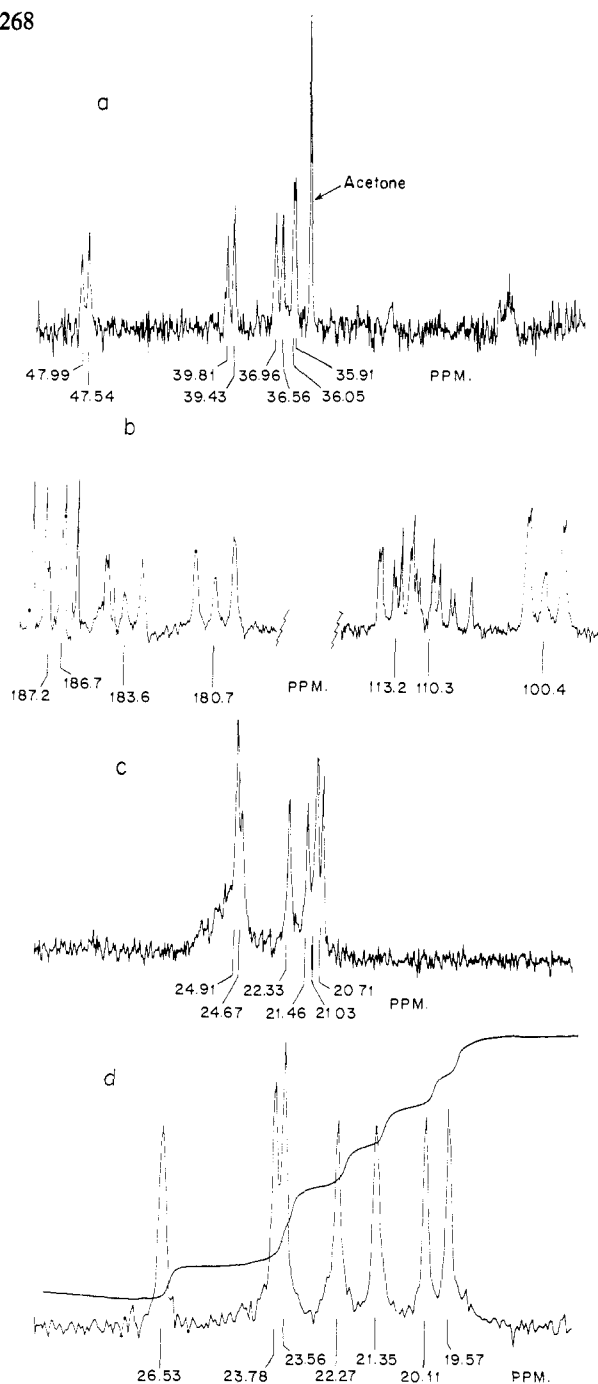 268
a
Acetone
47.99 39.81 36.96 35.91 PPM.
47.54 39.43 36.56 36.05
b
187.2 186.7 183.6 180.7 PPM. 113.2 110.3 100.4
c
24.91 22.33 20.71
24.67 21.46 21.03 PPM.
d
26.53 23.78 23.56 22.27 21.35 20.11 19.57 PPM.